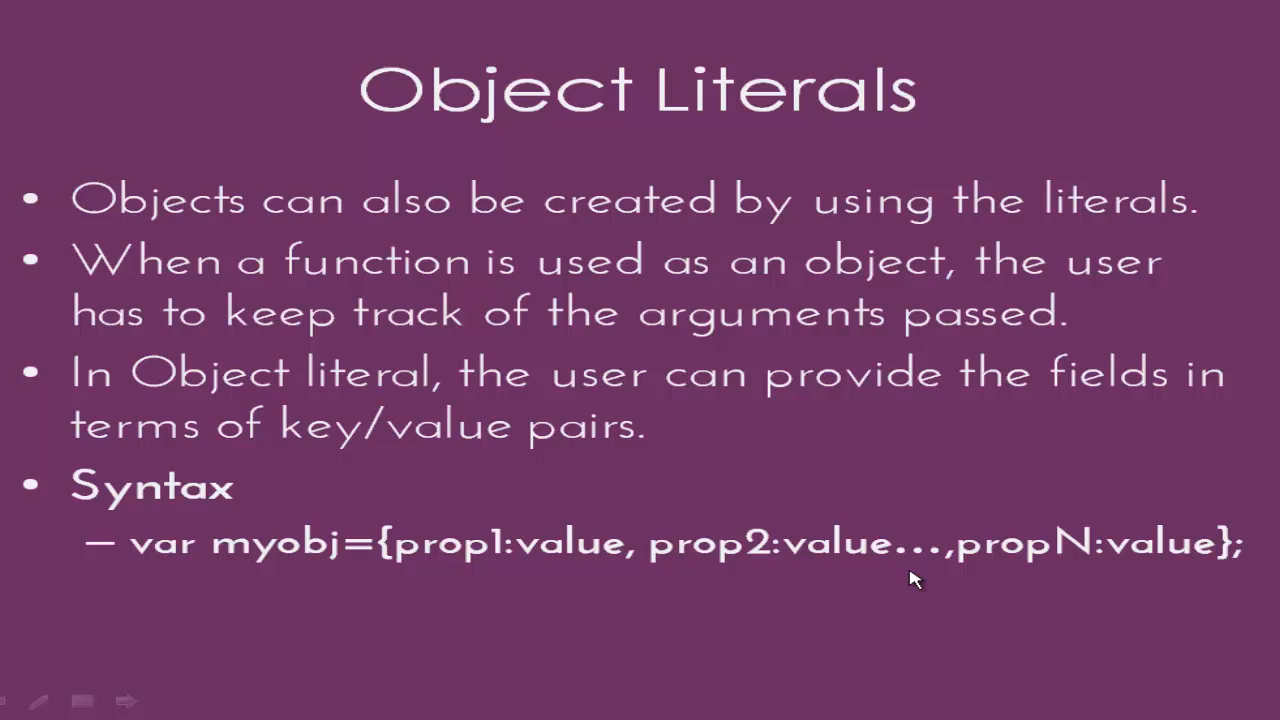 Object Literals
• Objects can also be created by using the literals.
• When a function is used as an object, the user
has to keep track of the arguments passed.
• In Object literal, the user can provide the fields in
terms of key/value pairs.
• Syntax
– var myobj={prop1:value, prop2:value...,propN:value};